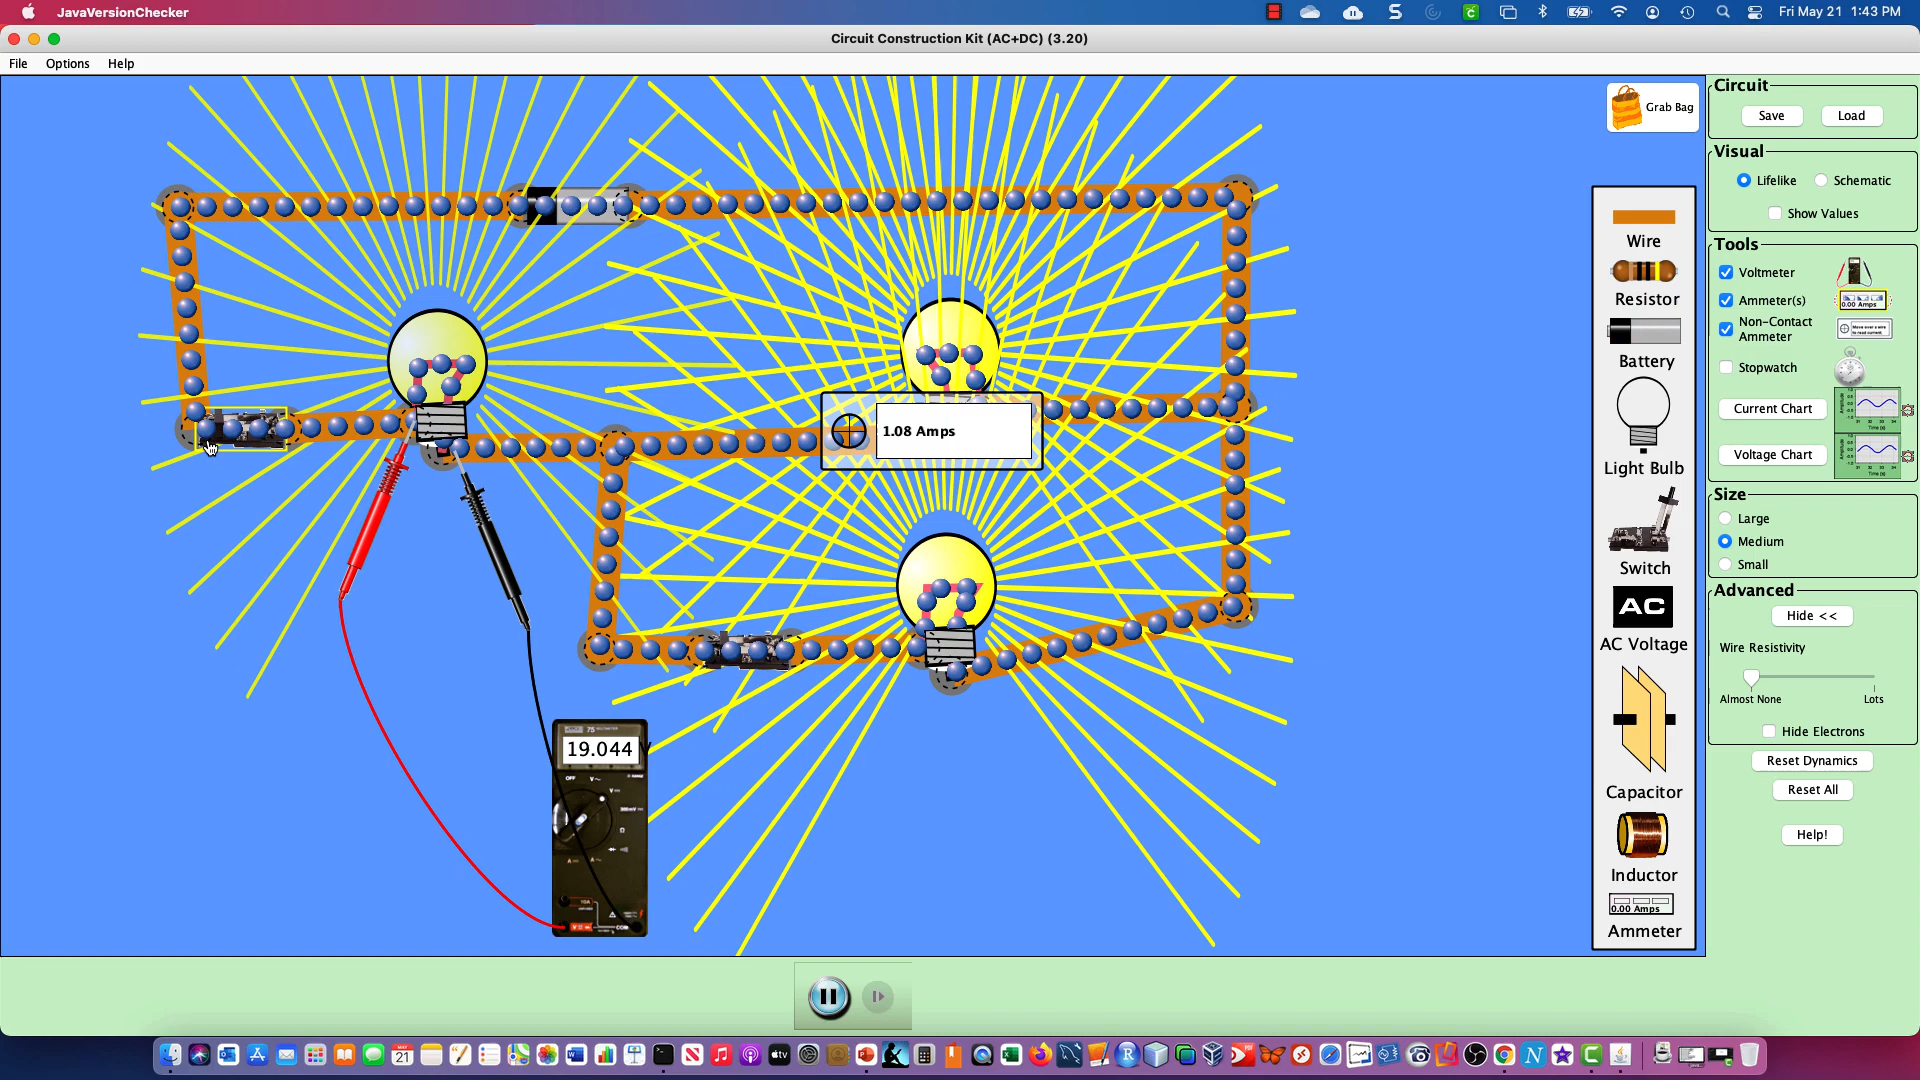 JavaVersionChecker
Fri May 21 1:43 PM
Circuit Construction Kit (AC+DC) (3.20)
File Options Help
Grab Bag
Wire
Resistor
Battery
Light Bulb
Switch
AC
AC Voltage
Capacitor
Inductor
0.00 Amps
Ammeter
1.08 Amps
19.044 V
Circuit
Save Load
Visual
Lifelike Schematic
Show Values
Tools
Voltmeter
Ammeter(s)
0.00 Amps
Non-Contact
Ammeter
Stopwatch
Current Chart
Voltage Chart
Size
Large
Medium
Small
Advanced
Hide <<
Wire Resistivity
Almost None Lots
Hide Electrons
Reset Dynamics
Reset All
Help!